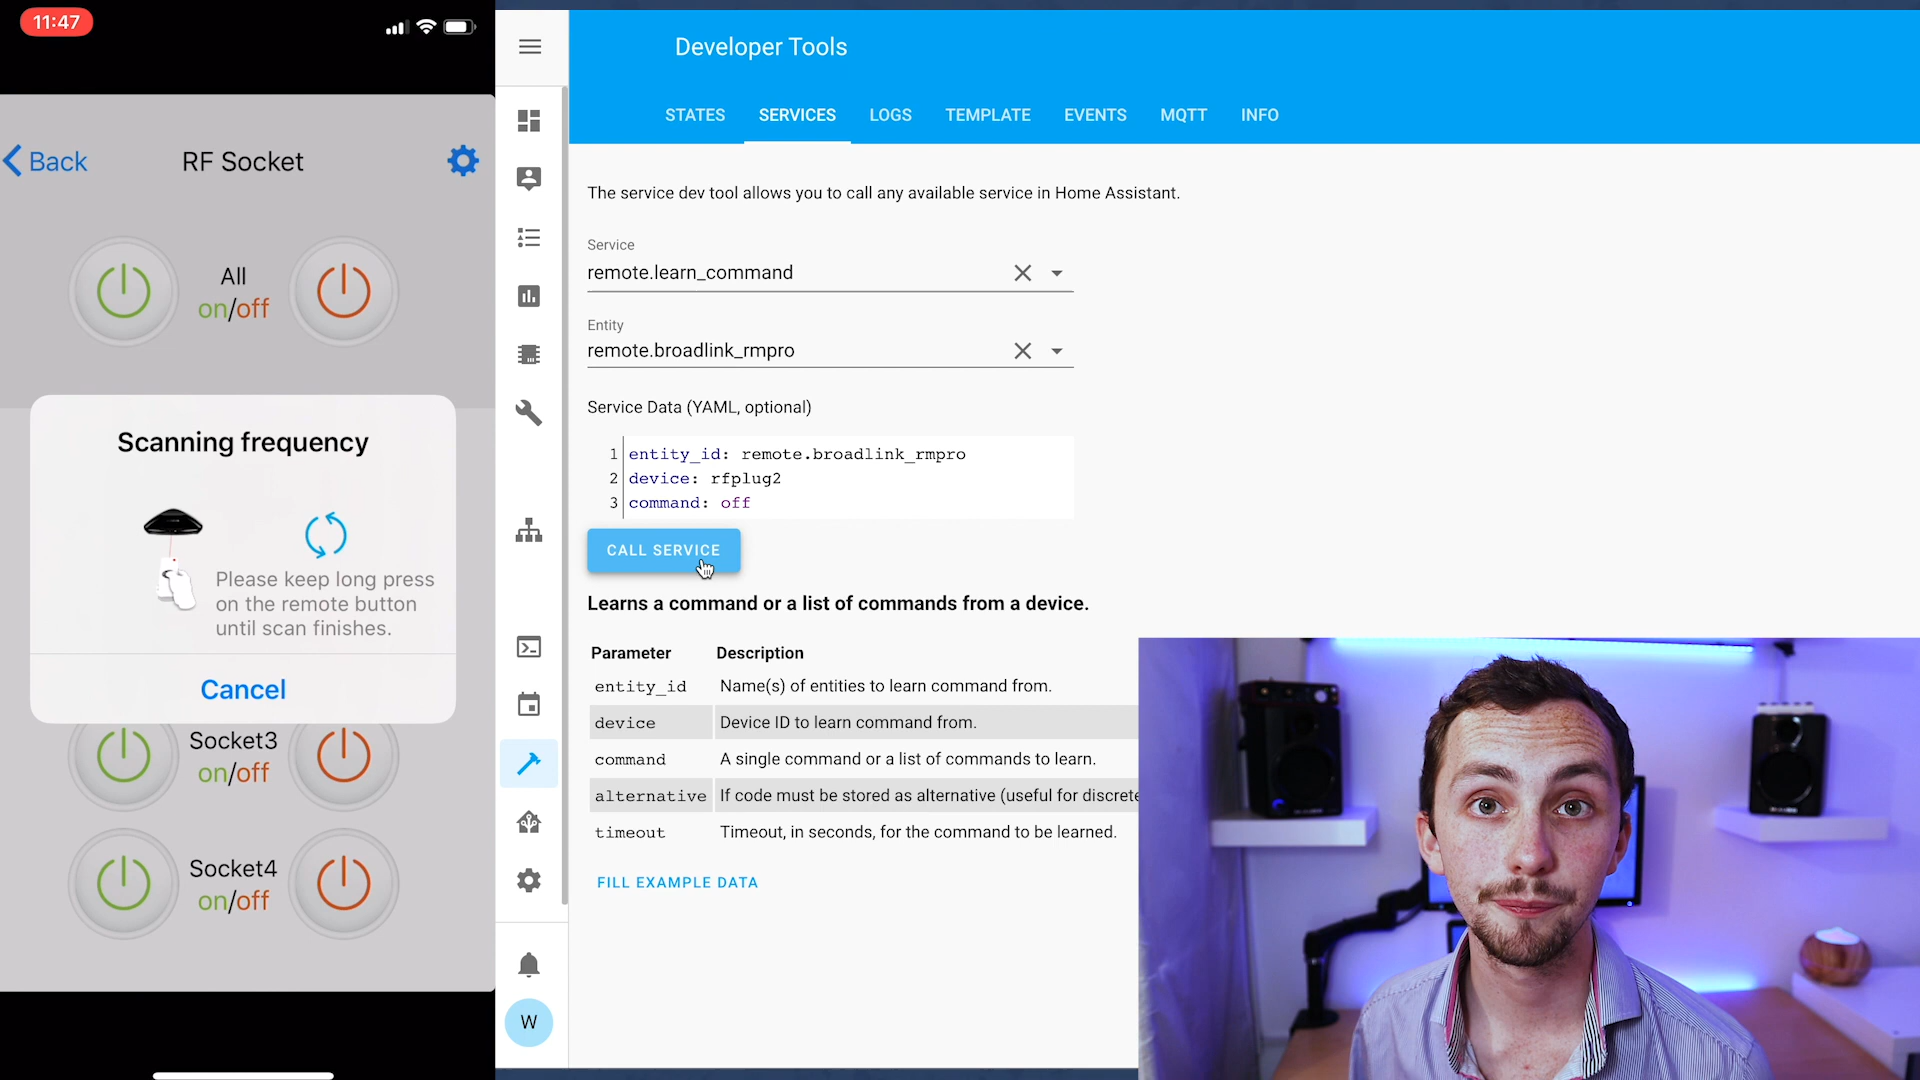 11:47
Back
RF Socket
All
on/off
Scanning frequency
Please keep long press
on the remote button
until scan finishes.
Cancel
Socket3
on/off
Socket4
on/off
Developer Tools
STATES SERVICES LOGS TEMPLATE EVENTS MQTT INFO
The service dev tool allows you to call any available service in Home Assistant.
Service
remote.learn_command
Entity
remote.broadlink_rmpro
Service Data (YAML, optional)
1 entity_id: remote.broadlink_rmpro
2 device: rfplug2
3 command: off
CALL SERVICE
Learns a command or a list of commands from a device.
Parameter Description
entity_id Name(s) of entities to learn command from.
device Device ID to learn command from.
command A single command or a list of commands to learn.
alternative If code must be stored as alternative (useful for discrete
timeout Timeout, in seconds, for the command to be learned.
FILL EXAMPLE DATA
W